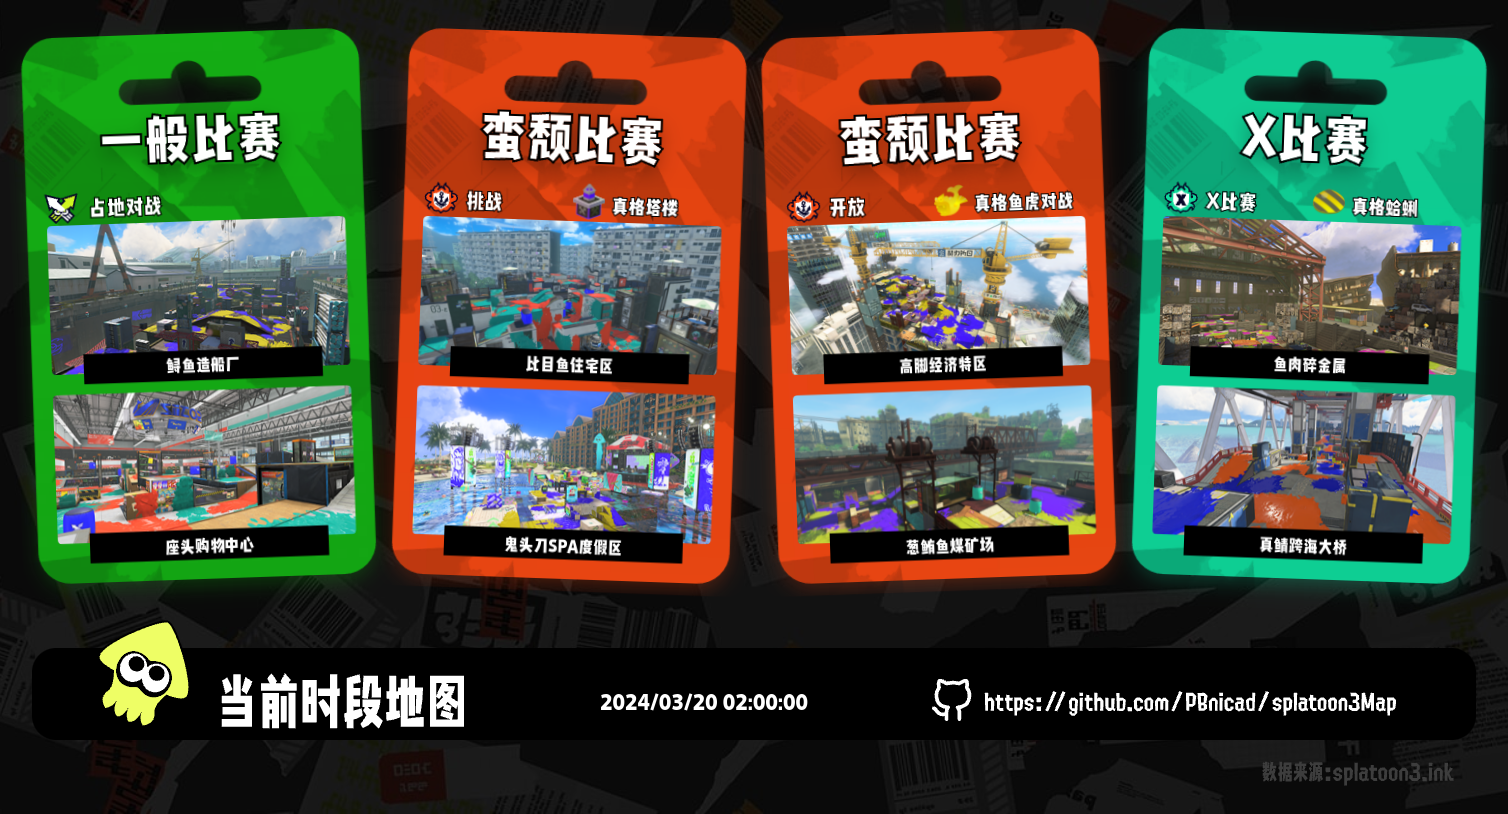 一般比赛
占地对战
鲟鱼造船厂
座头购物中心
蛮颓比赛
挑战
真格塔楼
比目鱼住宅区
鬼头刀SPA度假区
蛮颓比赛
开放
真格鱼虎对战
高脚经济特区
葱鲔鱼煤矿场
X比赛
X比赛
真格蛤蜊
鱼肉碎金属
真鲭跨海大桥
当前时段地图
2024/03/20 02:00:00
https://github.com/PBnicad/splatoon3Map
数据来源:splatoon3.ink